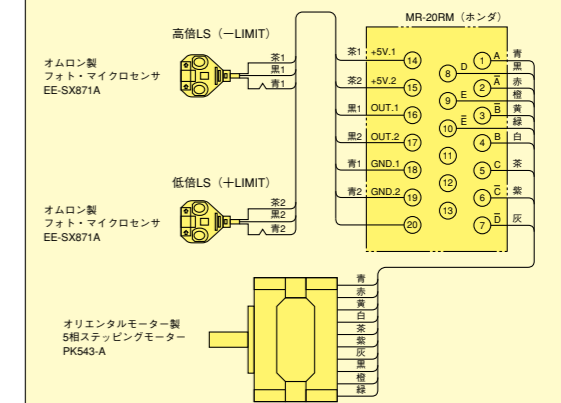 MR-20RM（ホンダ）
高倍LS（－LIMIT）
オムロン製
フォト・マイクロセンサ
EE-SX871A
茶1
黒1
青1
低倍LS（＋LIMIT）
オムロン製
フォト・マイクロセンサ
EE-SX871A
茶2
黒2
青2
茶1 +5V.1 14
茶2 +5V.2 15
黒1 OUT.1 16
黒2 OUT.2 17
青1 GND.1 18
青2 GND.2 19
20
8 D 黒
9 E 橙
10 E̅ 緑
11
12
13
1 A 青
2 A̅ 赤
3 B̅ 黄
4 B 白
5 C 茶
6 C̅ 紫
7 D̅ 灰
オリエンタルモーター製
5相ステッピングモーター
PK543-A
青
赤
黄
白
茶
紫
灰
黒
橙
緑